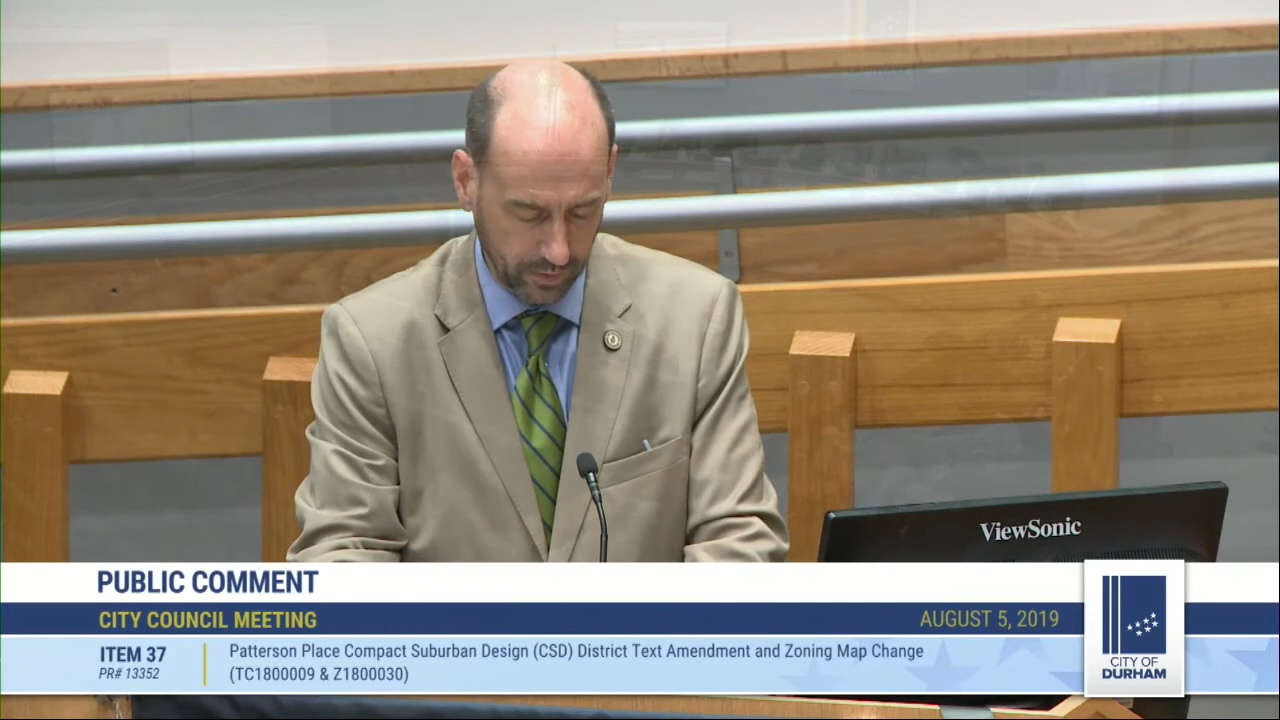 ViewSonic
PUBLIC COMMENT
CITY COUNCIL MEETING
AUGUST 5, 2019
ITEM 37
PR# 13352
Patterson Place Compact Suburban Design (CSD) District Text Amendment and Zoning Map Change
(TC1800009 & Z1800030)
CITY OF
DURHAM